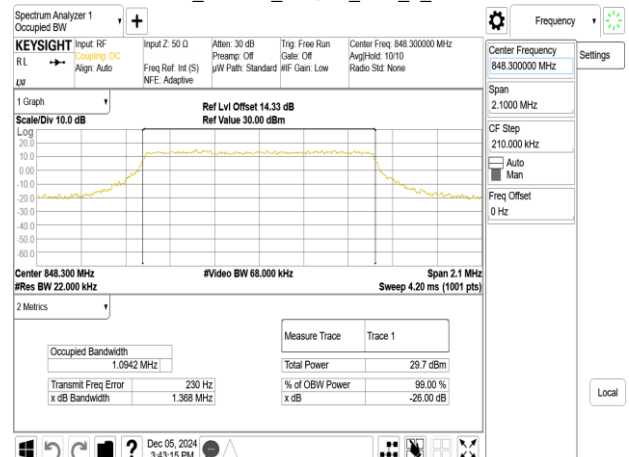 Spectrum Analyzer 1
Occupied BW
Frequency
KEYSIGHT
RL
LXI
Input: RF
Coupling: DC
Align: Auto
Input Z: 50 Ω
Freq Ref: Int (S)
NFE: Adaptive
Atten: 30 dB
Preamp: Off
µW Path: Standard
Trig: Free Run
Gate: Off
#IF Gain: Low
Center Freq: 848.300000 MHz
Avg|Hold: 10/10
Radio Std: None
Center Frequency
848.300000 MHz
Settings
Span
2.1000 MHz
CF Step
210.000 kHz
Auto
Man
Freq Offset
0 Hz
1 Graph
Scale/Div 10.0 dB
Ref Lvl Offset 14.33 dB
Ref Value 30.00 dBm
Log
20.0
10.0
0.00
-10.0
-20.0
-30.0
-40.0
-50.0
-60.0
Center 848.300 MHz
#Video BW 68.000 kHz
Span 2.1 MHz
#Res BW 22.000 kHz
Sweep 4.20 ms (1001 pts)
2 Metrics
Measure Trace
Trace 1
Occupied Bandwidth
1.0942 MHz
Total Power
29.7 dBm
Transmit Freq Error
230 Hz
% of OBW Power
99.00 %
x dB Bandwidth
1.368 MHz
x dB
-26.00 dB
Local
Dec 05, 2024
3:43:15 PM